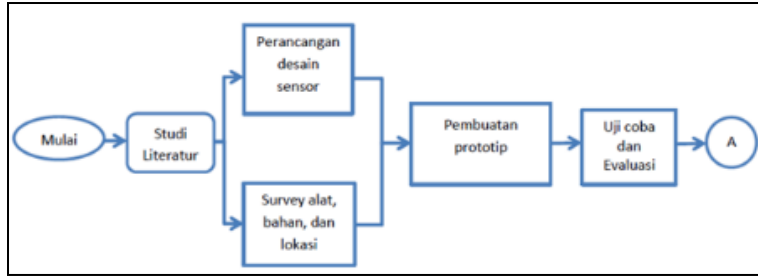 Mulai
Studi
Literatur
Perancangan
desain
sensor
Survey alat,
bahan, dan
lokasi
Pembuatan
prototip
Uji coba
dan
Evaluasi
A